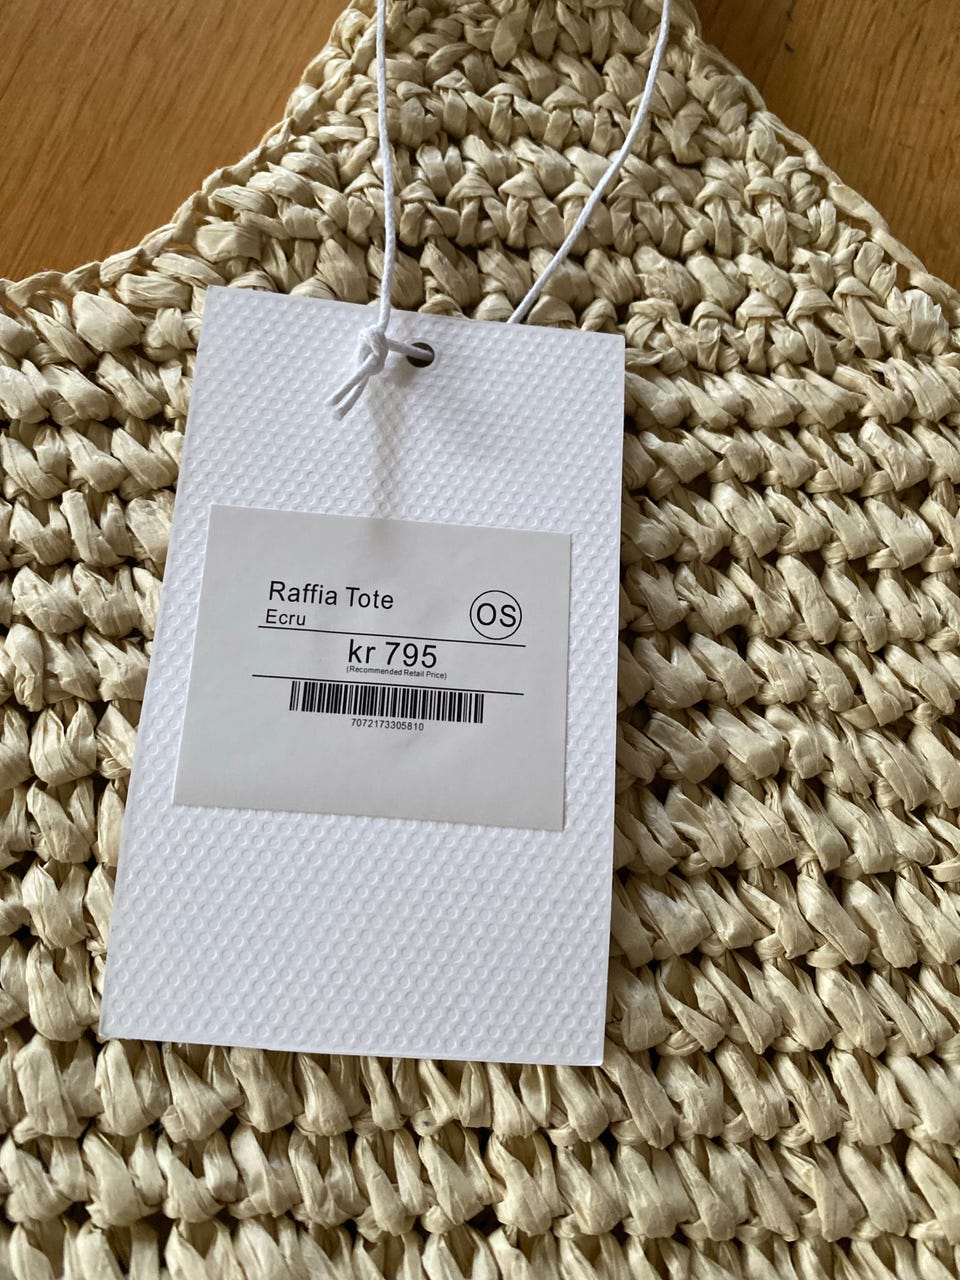 Raffia Tote
Ecru
OS
kr 795
(Recommended Retail Price)
7072173305810